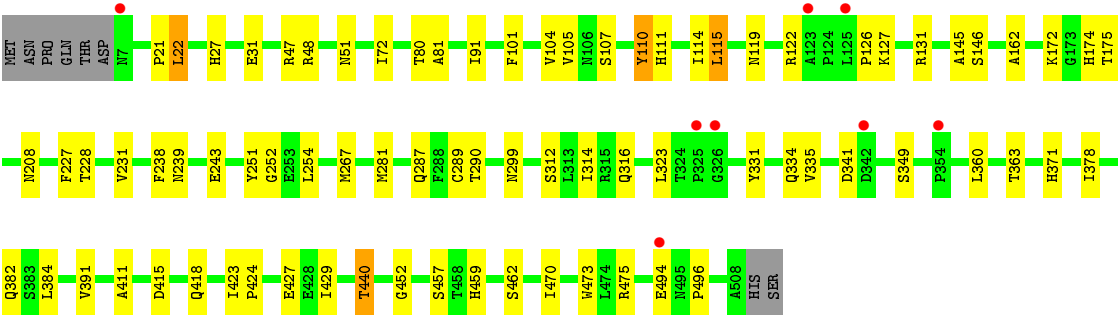 MET ASN PRO GLN THR ASP N7 P21 L22 H27 E31 R47 R48 N51 I72 T80 A81 I91 F101 V104 V105 N106 S107 Y110 H111 I114 L115 N119 R122 A123 P124 L125 P126 K127 R131 A145 S146 A162 K172 G173 H174 T175
N208 F227 T228 V231 F238 N239 E243 Y251 G252 E253 L254 M267 M281 Q287 F288 C289 T290 N299 S312 L313 I314 R315 Q316 L323 T324 P325 G326 Y331 Q334 V335 D341 D342 S349 P354 L360 T363 H371 I378
Q382 S383 L384 V391 A411 D415 Q418 I423 P424 E427 E428 I429 T440 G452 S457 T458 H459 S462 I470 W473 L474 R475 E494 N495 P496 A508 HIS SER